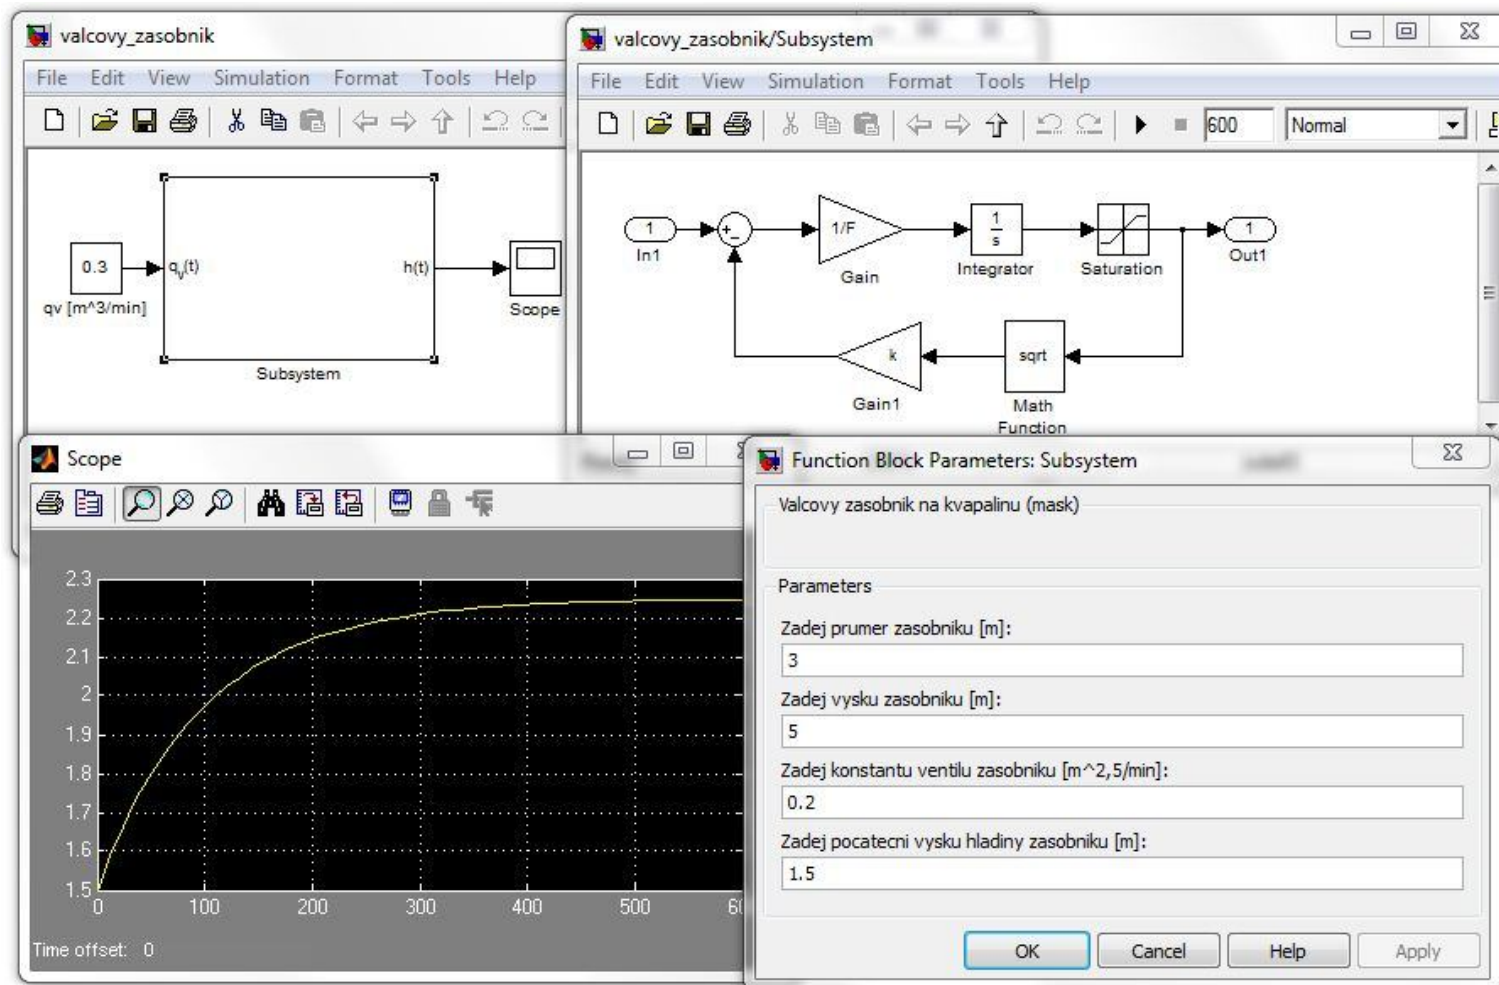 valcovy_zasobnik
File Edit View Simulation Format Tools Help
0.3
qv [m^3/min]
qv(t)
h(t)
Subsystem
Scope
valcovy_zasobnik/Subsystem
File Edit View Simulation Format Tools Help
600 Normal
1
In1
+
−
1/F
Gain
1
s
Integrator
Saturation
1
Out1
k
Gain1
sqrt
Math
Function
Scope
2.3
2.2
2.1
2
1.9
1.8
1.7
1.6
1.5
0 100 200 300 400 500
Time offset: 0
Function Block Parameters: Subsystem
Valcovy zasobnik na kvapalinu (mask)
Parameters
Zadej prumer zasobniku [m]:
3
Zadej vysku zasobniku [m]:
5
Zadej konstantu ventilu zasobniku [m^2,5/min]:
0.2
Zadej pocatecni vysku hladiny zasobniku [m]:
1.5
OK Cancel Help Apply